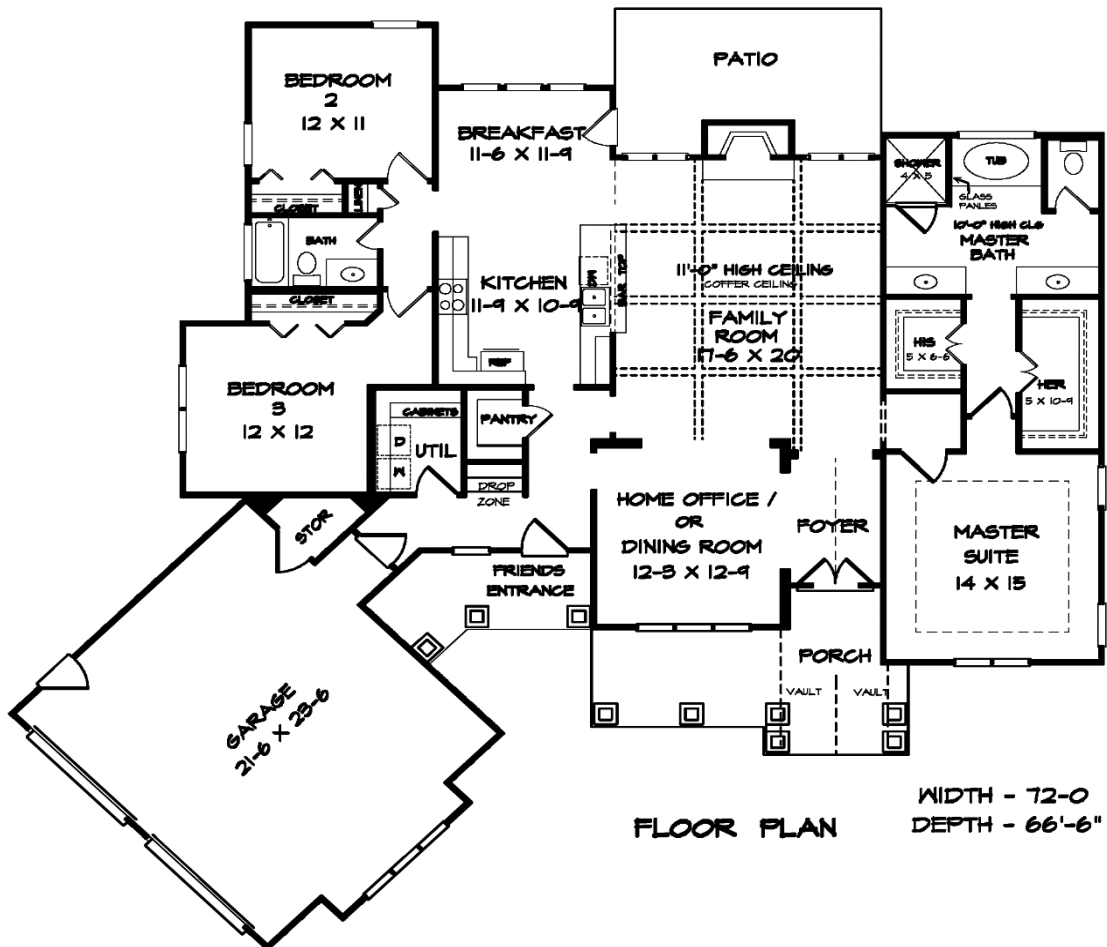 BEDROOM
2
12 X 11
BREAKFAST
11-6 X 11-9
PATIO
SHOWER
4 X 5
TUB
GLASS
PANLES
10'-0" HIGH CLG
MASTER
BATH
CLOSET
LINEN
BATH
CLOSET
KITCHEN
11-9 X 10-9
DW
BAR TOP
REF
11'-0" HIGH CEILING
COFFER CEILING
FAMILY
ROOM
17-6 X 20
HIS
5 X 6-6
HER
5 X 10-9
BEDROOM
3
12 X 12
CABINETS
D
W
UTIL
PANTRY
DROP
ZONE
STOR
HOME OFFICE /
OR
DINING ROOM
12-3 X 12-9
FOYER
MASTER
SUITE
14 X 15
FRIENDS
ENTRANCE
PORCH
VAULT
VAULT
GARAGE
21-6 X 23-6
FLOOR PLAN
WIDTH - 72-0
DEPTH - 66'-6"